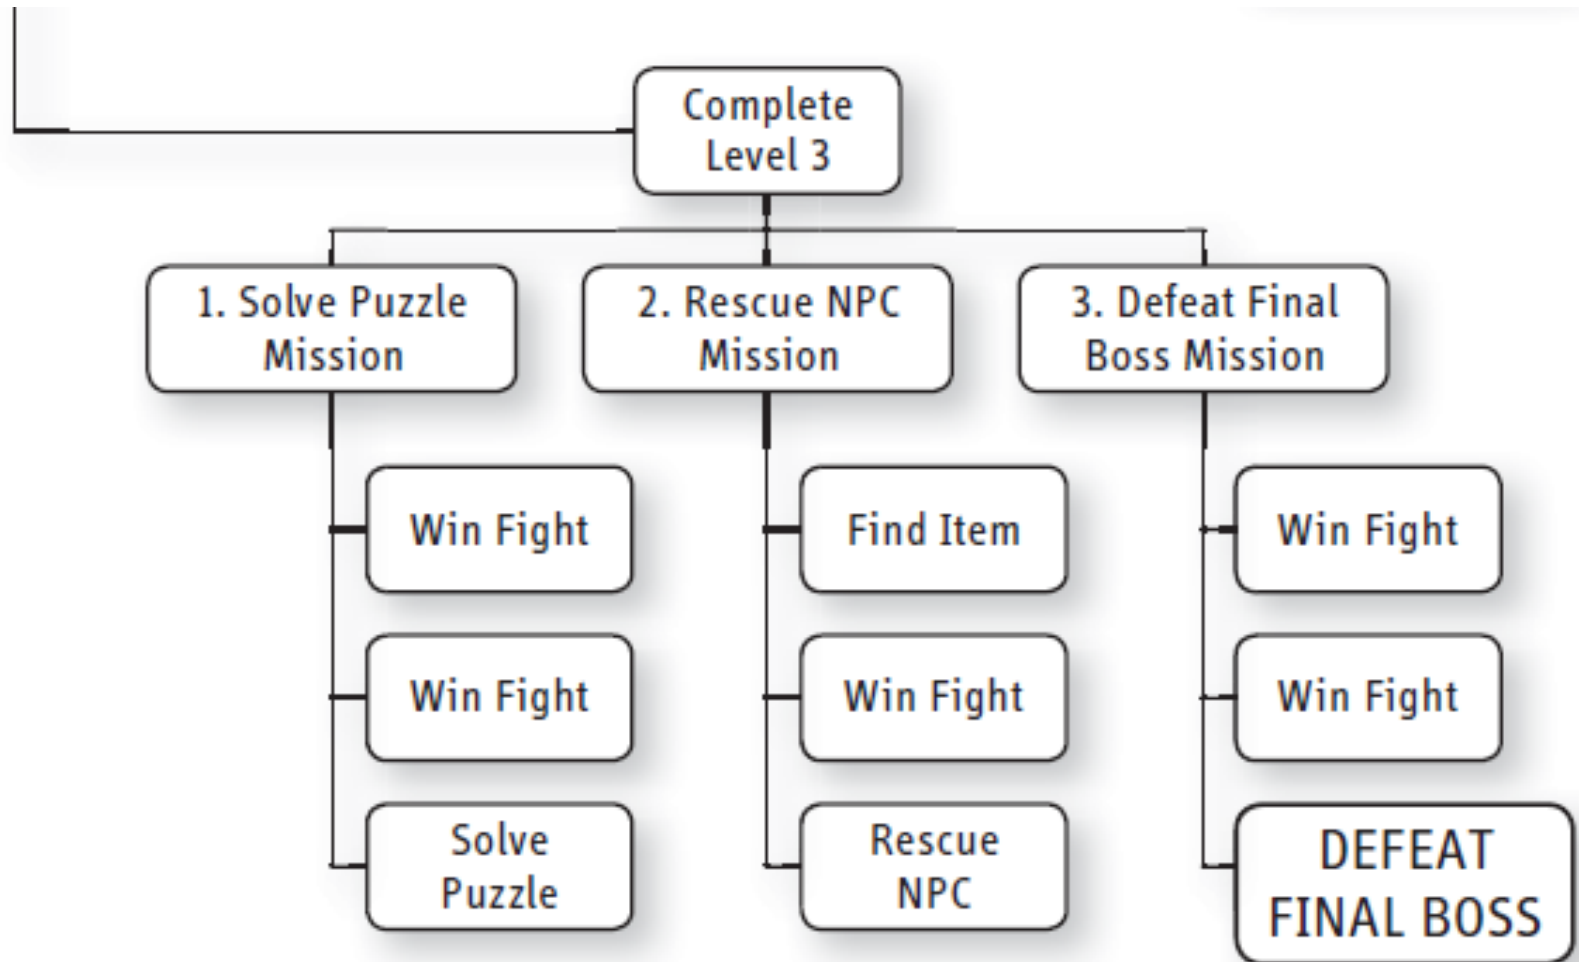 Complete
Level 3
1. Solve Puzzle
Mission
2. Rescue NPC
Mission
3. Defeat Final
Boss Mission
Win Fight
Win Fight
Solve
Puzzle
Find Item
Win Fight
Rescue
NPC
Win Fight
Win Fight
DEFEAT
FINAL BOSS